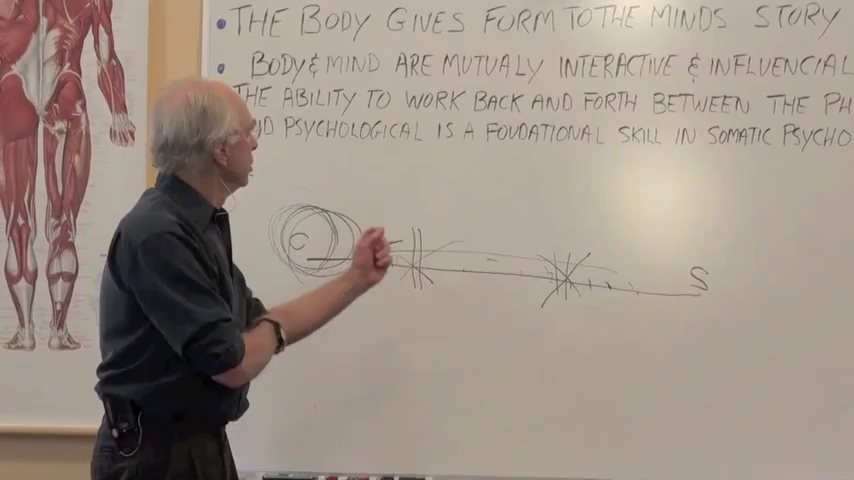 • THE BODY GIVES FORM TO THE MINDS STORY
• BODY & MIND ARE MUTUALY INTERACTIVE & INFLUENCIAL
THE ABILITY TO WORK BACK AND FORTH BETWEEN THE PH
D PSYCHOLOGICAL IS A FOUDATIONAL SKILL IN SOMATIC PSYCHO
C S